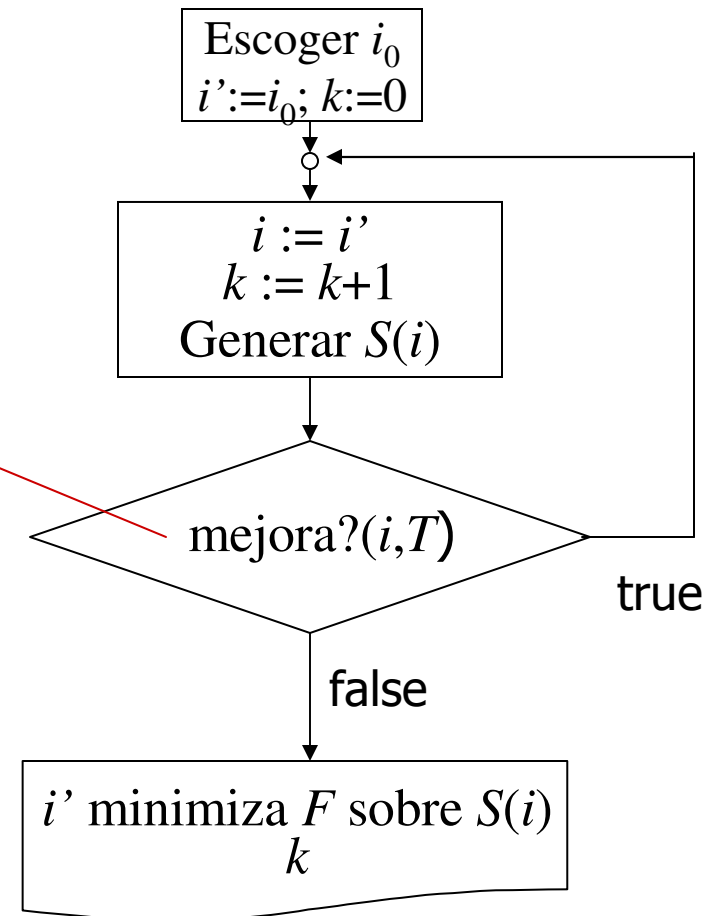 Escoger i₀
i’:=i₀; k:=0
i := i’
k := k+1
Generar S(i)
mejora?(i,T)
true
false
i’ minimiza F sobre S(i)
k